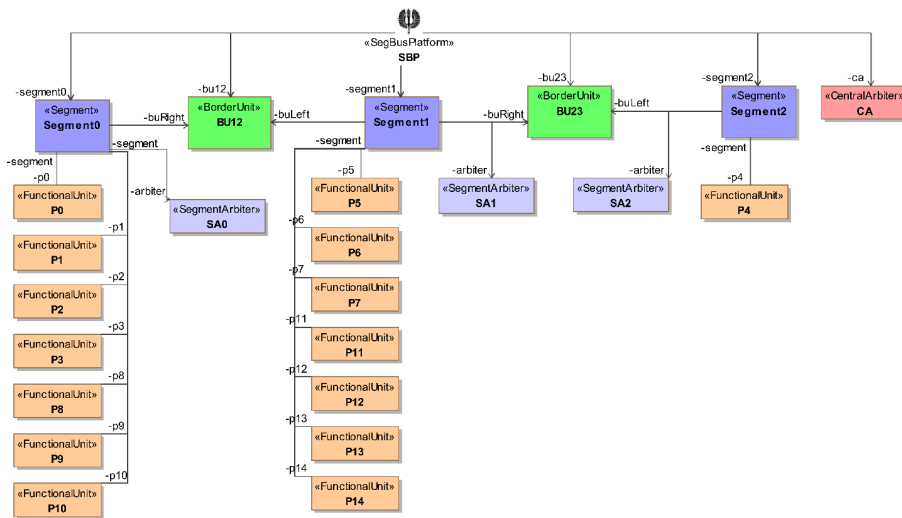 «SegBusPlatform»
SBP
-segment0
-bu12
-segment1
-bu23
-segment2
-ca
«Segment»
Segment0
-buRight
«BorderUnit»
BU12
-buLeft
«Segment»
Segment1
-buRight
«BorderUnit»
BU23
-buLeft
«Segment»
Segment2
«CentralArbiter»
CA
-segment
-segment
-segment
-segment
-p0
-arbiter
-p5
-arbiter
-arbiter
-p4
«FunctionalUnit»
P0
«SegmentArbiter»
SA0
«FunctionalUnit»
P5
«SegmentArbiter»
SA1
«SegmentArbiter»
SA2
«FunctionalUnit»
P4
-p1
«FunctionalUnit»
P1
-p2
«FunctionalUnit»
P2
-p3
«FunctionalUnit»
P3
-p8
«FunctionalUnit»
P8
-p9
«FunctionalUnit»
P9
-p10
«FunctionalUnit»
P10
-p6
«FunctionalUnit»
P6
-p7
«FunctionalUnit»
P7
-p11
«FunctionalUnit»
P11
-p12
«FunctionalUnit»
P12
-p13
«FunctionalUnit»
P13
-p14
«FunctionalUnit»
P14